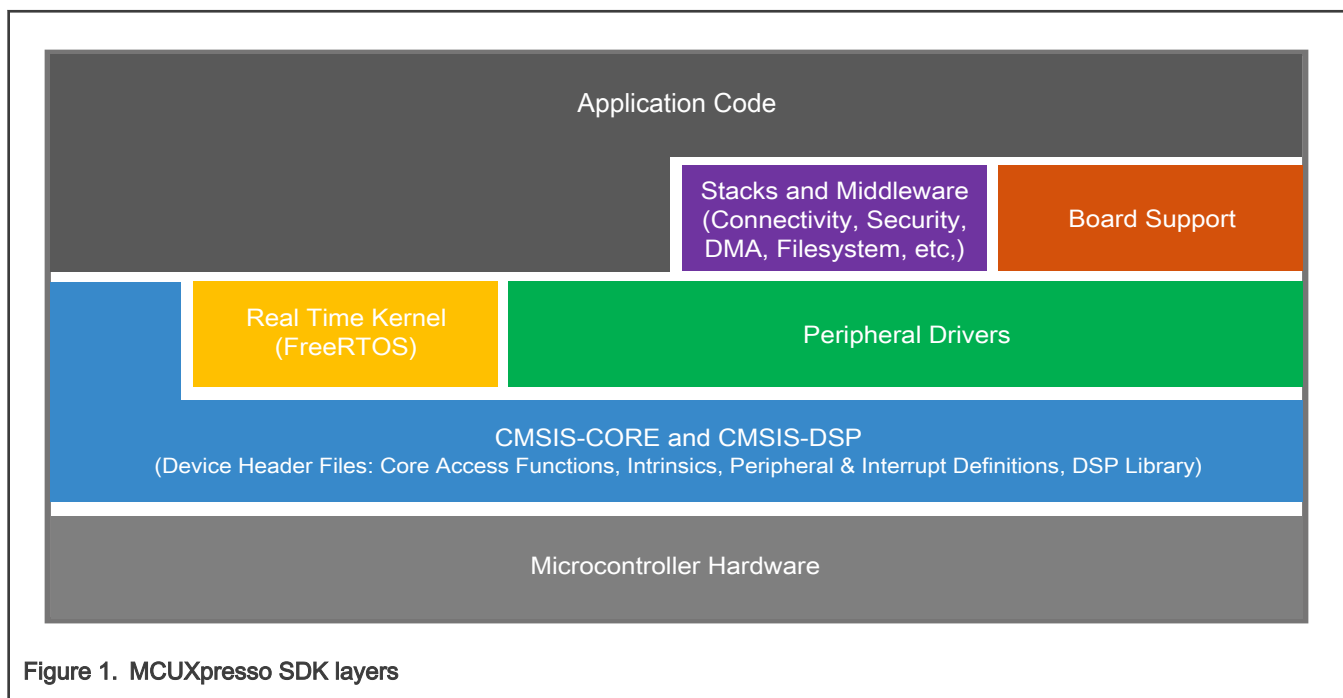 Application Code
Stacks and Middleware
(Connectivity, Security,
DMA, Filesystem, etc,)
Board Support
Real Time Kernel
(FreeRTOS)
Peripheral Drivers
CMSIS-CORE and CMSIS-DSP
(Device Header Files: Core Access Functions, Intrinsics, Peripheral & Interrupt Definitions, DSP Library)
Microcontroller Hardware
Figure 1. MCUXpresso SDK layers